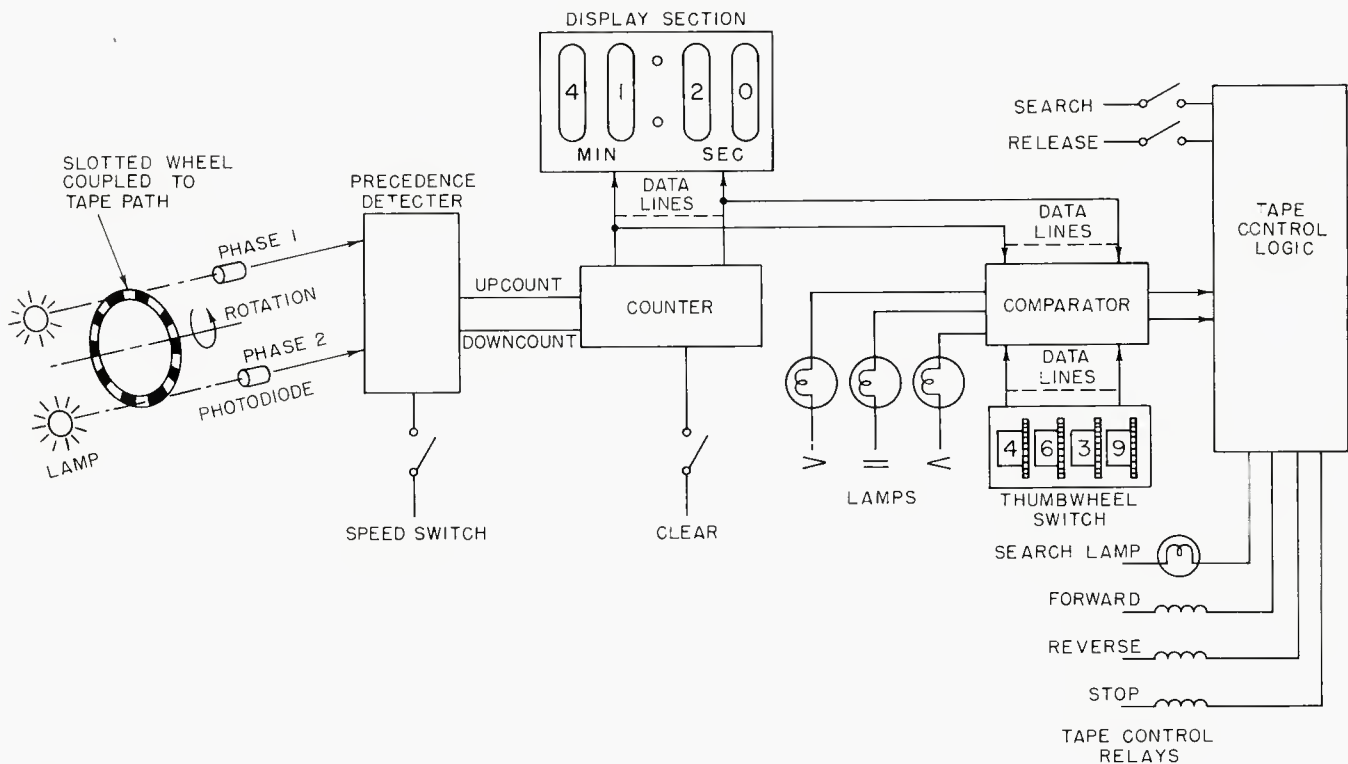 DISPLAY SECTION
4 1 2 0
MIN SEC
SLOTTED WHEEL
COUPLED TO
TAPE PATH
PRECEDENCE
DETECTER
PHASE 1
ROTATION
PHASE 2
PHOTODIODE
LAMP
UPCOUNT
DOWNCOUNT
COUNTER
DATA
LINES
SPEED SWITCH
CLEAR
DATA
LINES
COMPARATOR
DATA
LINES
4 6 3 9
THUMBWHEEL
SWITCH
> = <
LAMPS
SEARCH
RELEASE
TAPE
CONTROL
LOGIC
SEARCH LAMP
FORWARD
REVERSE
STOP
TAPE CONTROL
RELAYS